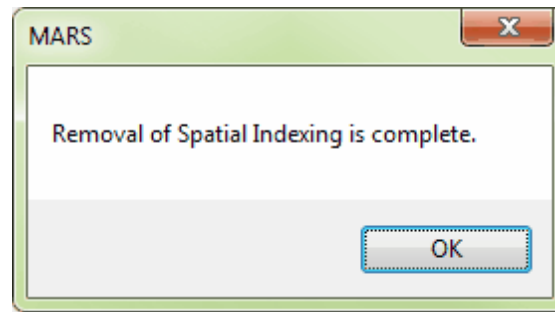 MARS
Removal of Spatial Indexing is complete.
OK